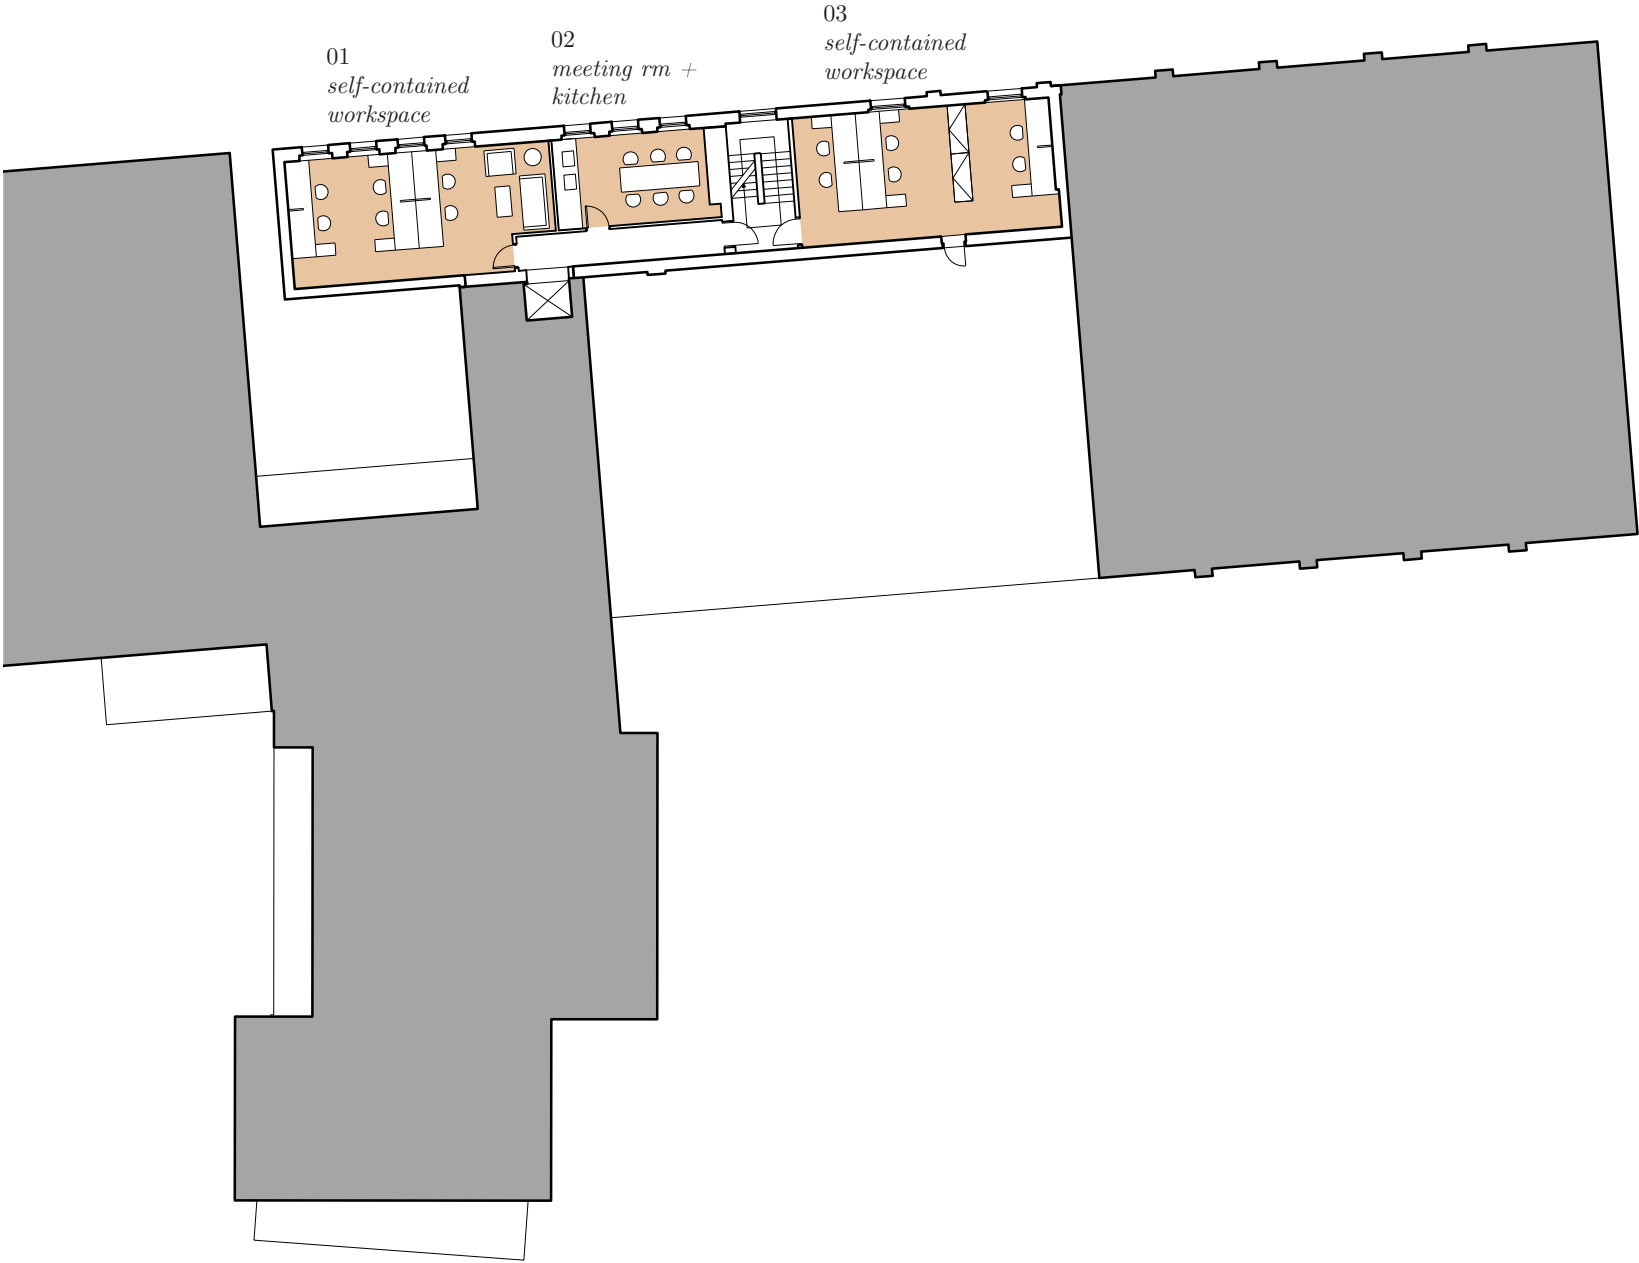 01
self-contained
workspace
02
meeting rm +
kitchen
03
self-contained
workspace